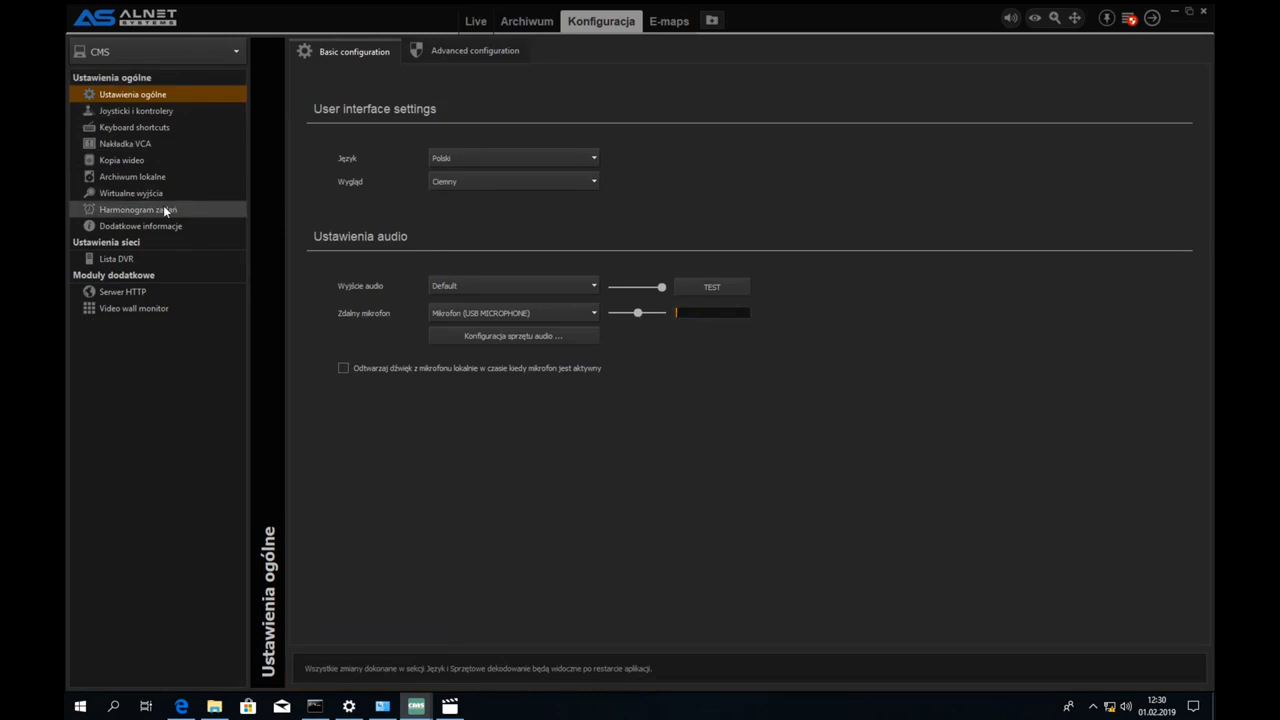 AS ALNET SYSTEMS
Live
Archiwum
Konfiguracja
E-maps
CMS
Ustawienia ogólne
Ustawienia ogólne
Joysticki i kontrolery
Keyboard shortcuts
Nakładka VCA
Kopia wideo
Archiwum lokalne
Wirtualne wyjścia
Harmonogram zadań
Dodatkowe informacje
Ustawienia sieci
Lista DVR
Moduły dodatkowe
Serwer HTTP
Video wall monitor
Ustawienia ogólne
Basic configuration
Advanced configuration
User interface settings
Język
Polski
Wygląd
Ciemny
Ustawienia audio
Wyjście audio
Default
TEST
Zdalny mikrofon
Mikrofon (USB MICROPHONE)
Konfiguracja sprzętu audio ...
Odtwarzaj dźwięk z mikrofonu lokalnie w czasie kiedy mikrofon jest aktywny
Wszystkie zmiany dokonane w sekcji Język i Sprzętowe dekodowanie będą widoczne po restarcie aplikacji.
CMS
12:30
01.02.2019